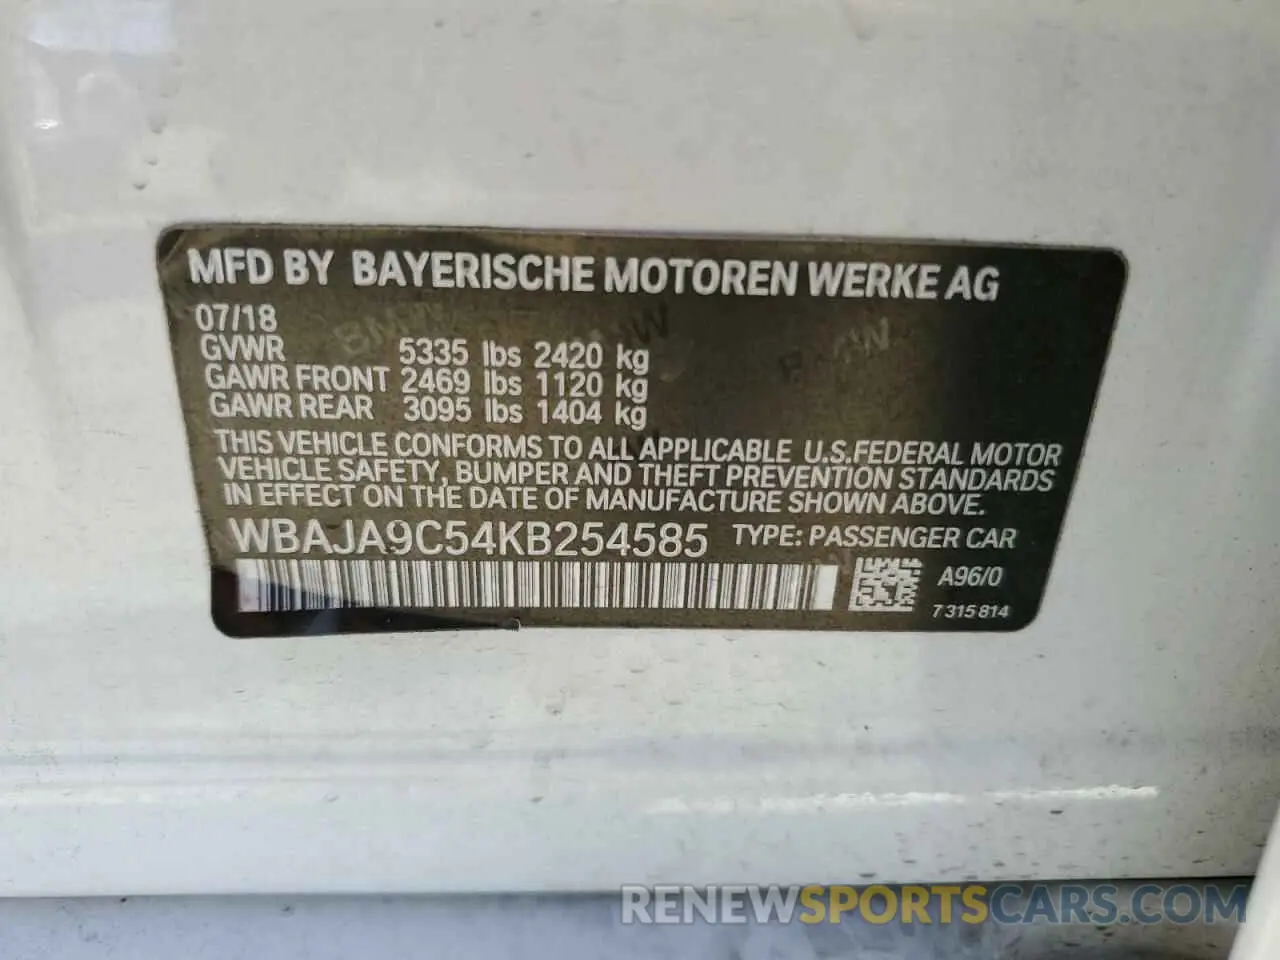 MFD BY BAYERISCHE MOTOREN WERKE AG
07/18
GVWR 5335 lbs 2420 kg
GAWR FRONT 2469 lbs 1120 kg
GAWR REAR 3095 lbs 1404 kg
THIS VEHICLE CONFORMS TO ALL APPLICABLE U.S.FEDERAL MOTOR
VEHICLE SAFETY, BUMPER AND THEFT PREVENTION STANDARDS
IN EFFECT ON THE DATE OF MANUFACTURE SHOWN ABOVE.
WBAJA9C54KB254585 TYPE: PASSENGER CAR
A96/0
7 315 814
RENEWSPORTSCARS.COM